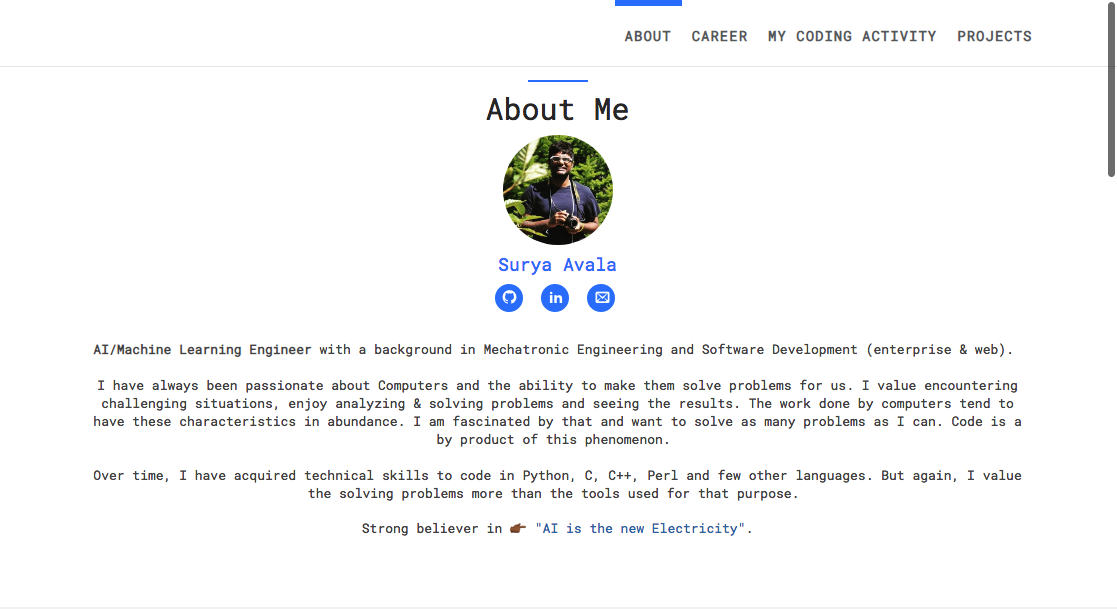 ABOUT CAREER MY CODING ACTIVITY PROJECTS
About Me
Surya Avala
in
AI/Machine Learning Engineer with a background in Mechatronic Engineering and Software Development (enterprise & web).
I have always been passionate about Computers and the ability to make them solve problems for us. I value encountering
challenging situations, enjoy analyzing & solving problems and seeing the results. The work done by computers tend to
have these characteristics in abundance. I am fascinated by that and want to solve as many problems as I can. Code is a
by product of this phenomenon.
Over time, I have acquired technical skills to code in Python, C, C++, Perl and few other languages. But again, I value
the solving problems more than the tools used for that purpose.
Strong believer in 👉🏾 "AI is the new Electricity".